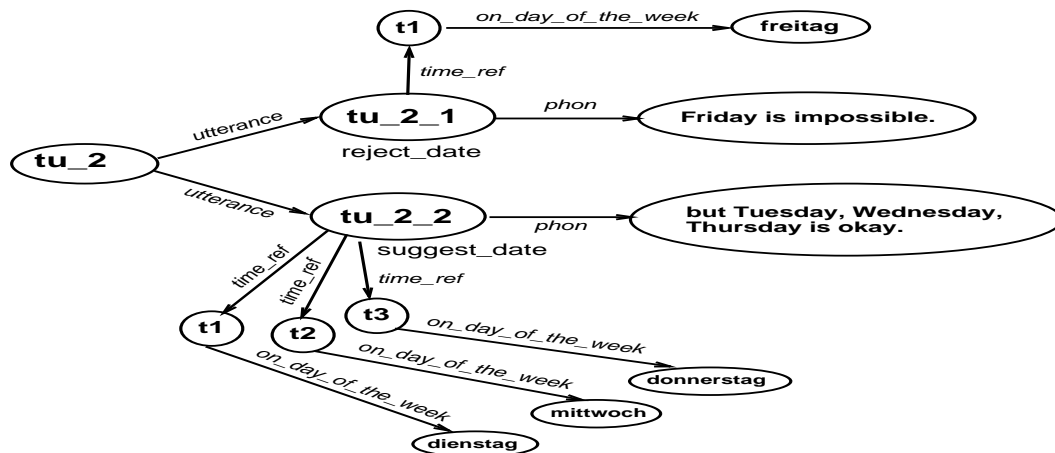 t1
on_day_of_the_week
freitag
time_ref
utterance
tu_2_1
phon
Friday is impossible.
reject_date
tu_2
utterance
tu_2_2
phon
but Tuesday, Wednesday,
Thursday is okay.
suggest_date
time_ref
time_ref
time_ref
t1
t2
t3
on_day_of_the_week
on_day_of_the_week
on_day_of_the_week
donnerstag
mittwoch
dienstag